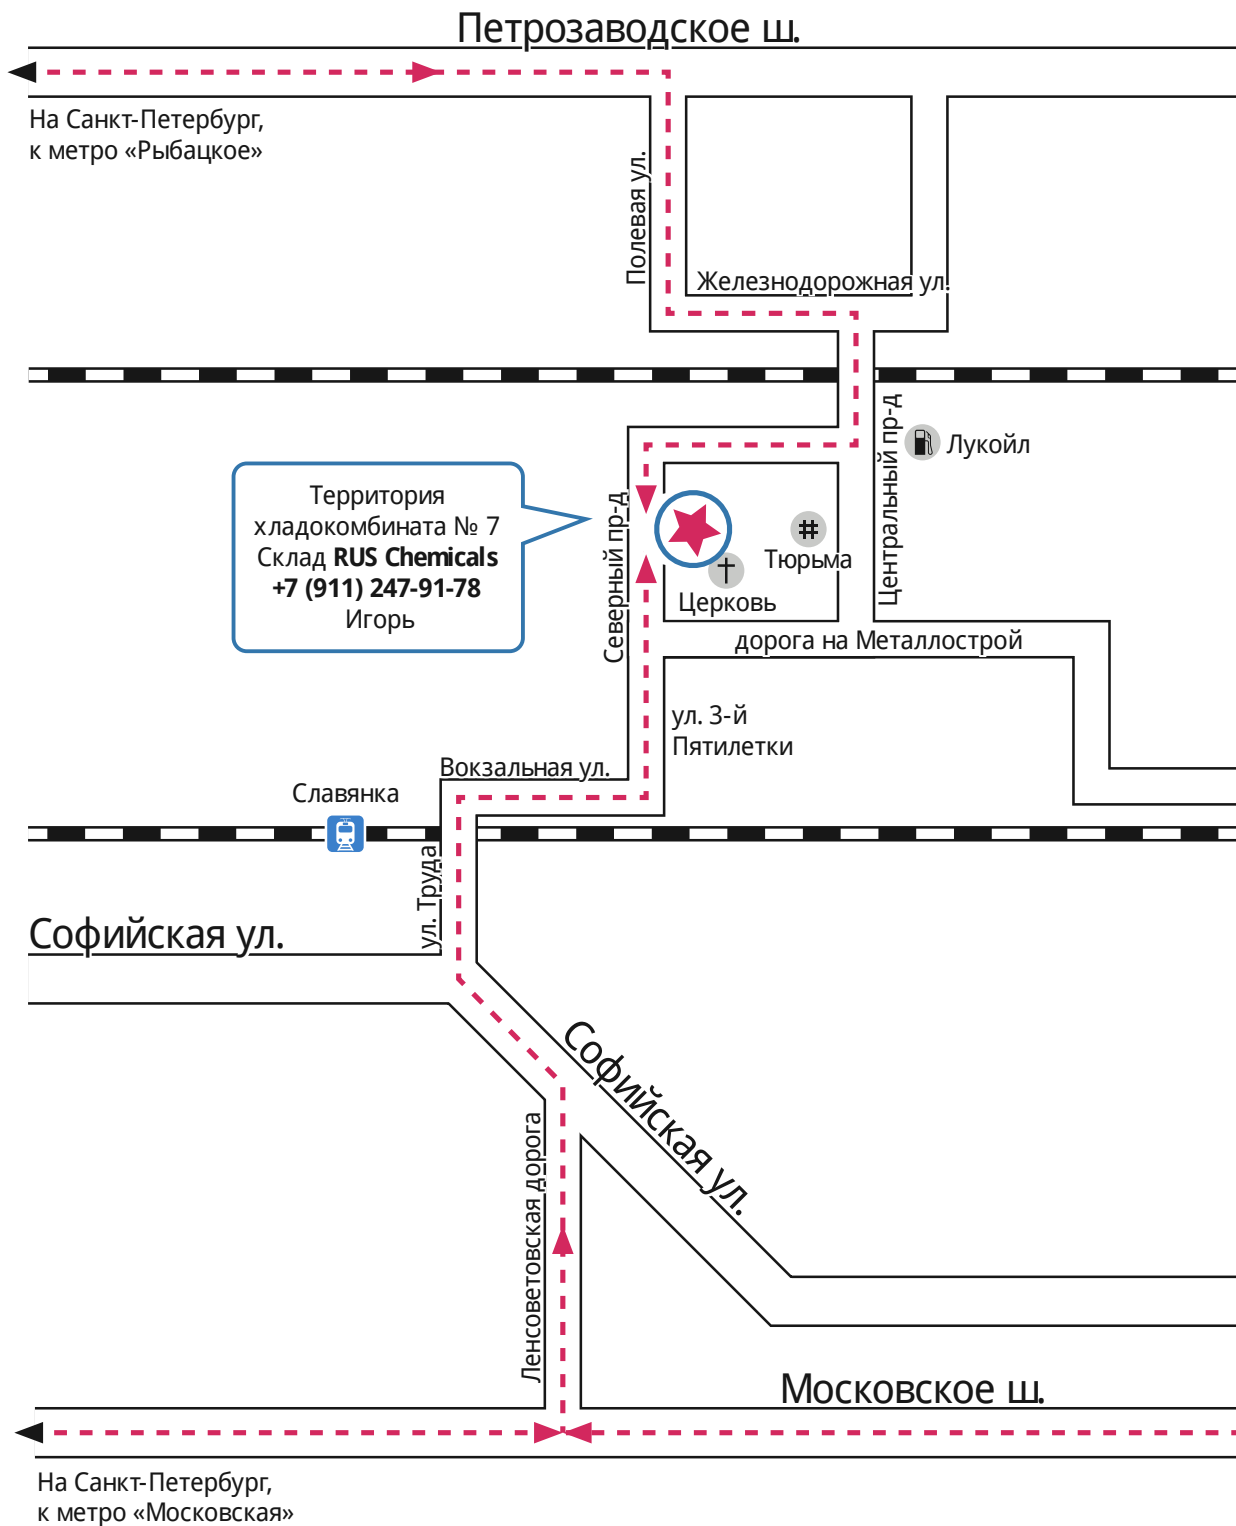 Петрозаводское ш.
На Санкт-Петербург,
к метро «Рыбацкое»
Полевая ул.
Железнодорожная ул.
Центральный пр-д
Лукойл
Территория
хладокомбината № 7
Склад RUS Chemicals
+7 (911) 247-91-78
Игорь
Северный пр-д
Тюрьма
Церковь
дорога на Металлострой
ул. 3-й
Пятилетки
Вокзальная ул.
Славянка
ул. Труда
Софийская ул.
Софийская ул.
Ленсоветовская дорога
Московское ш.
На Санкт-Петербург,
к метро «Московская»